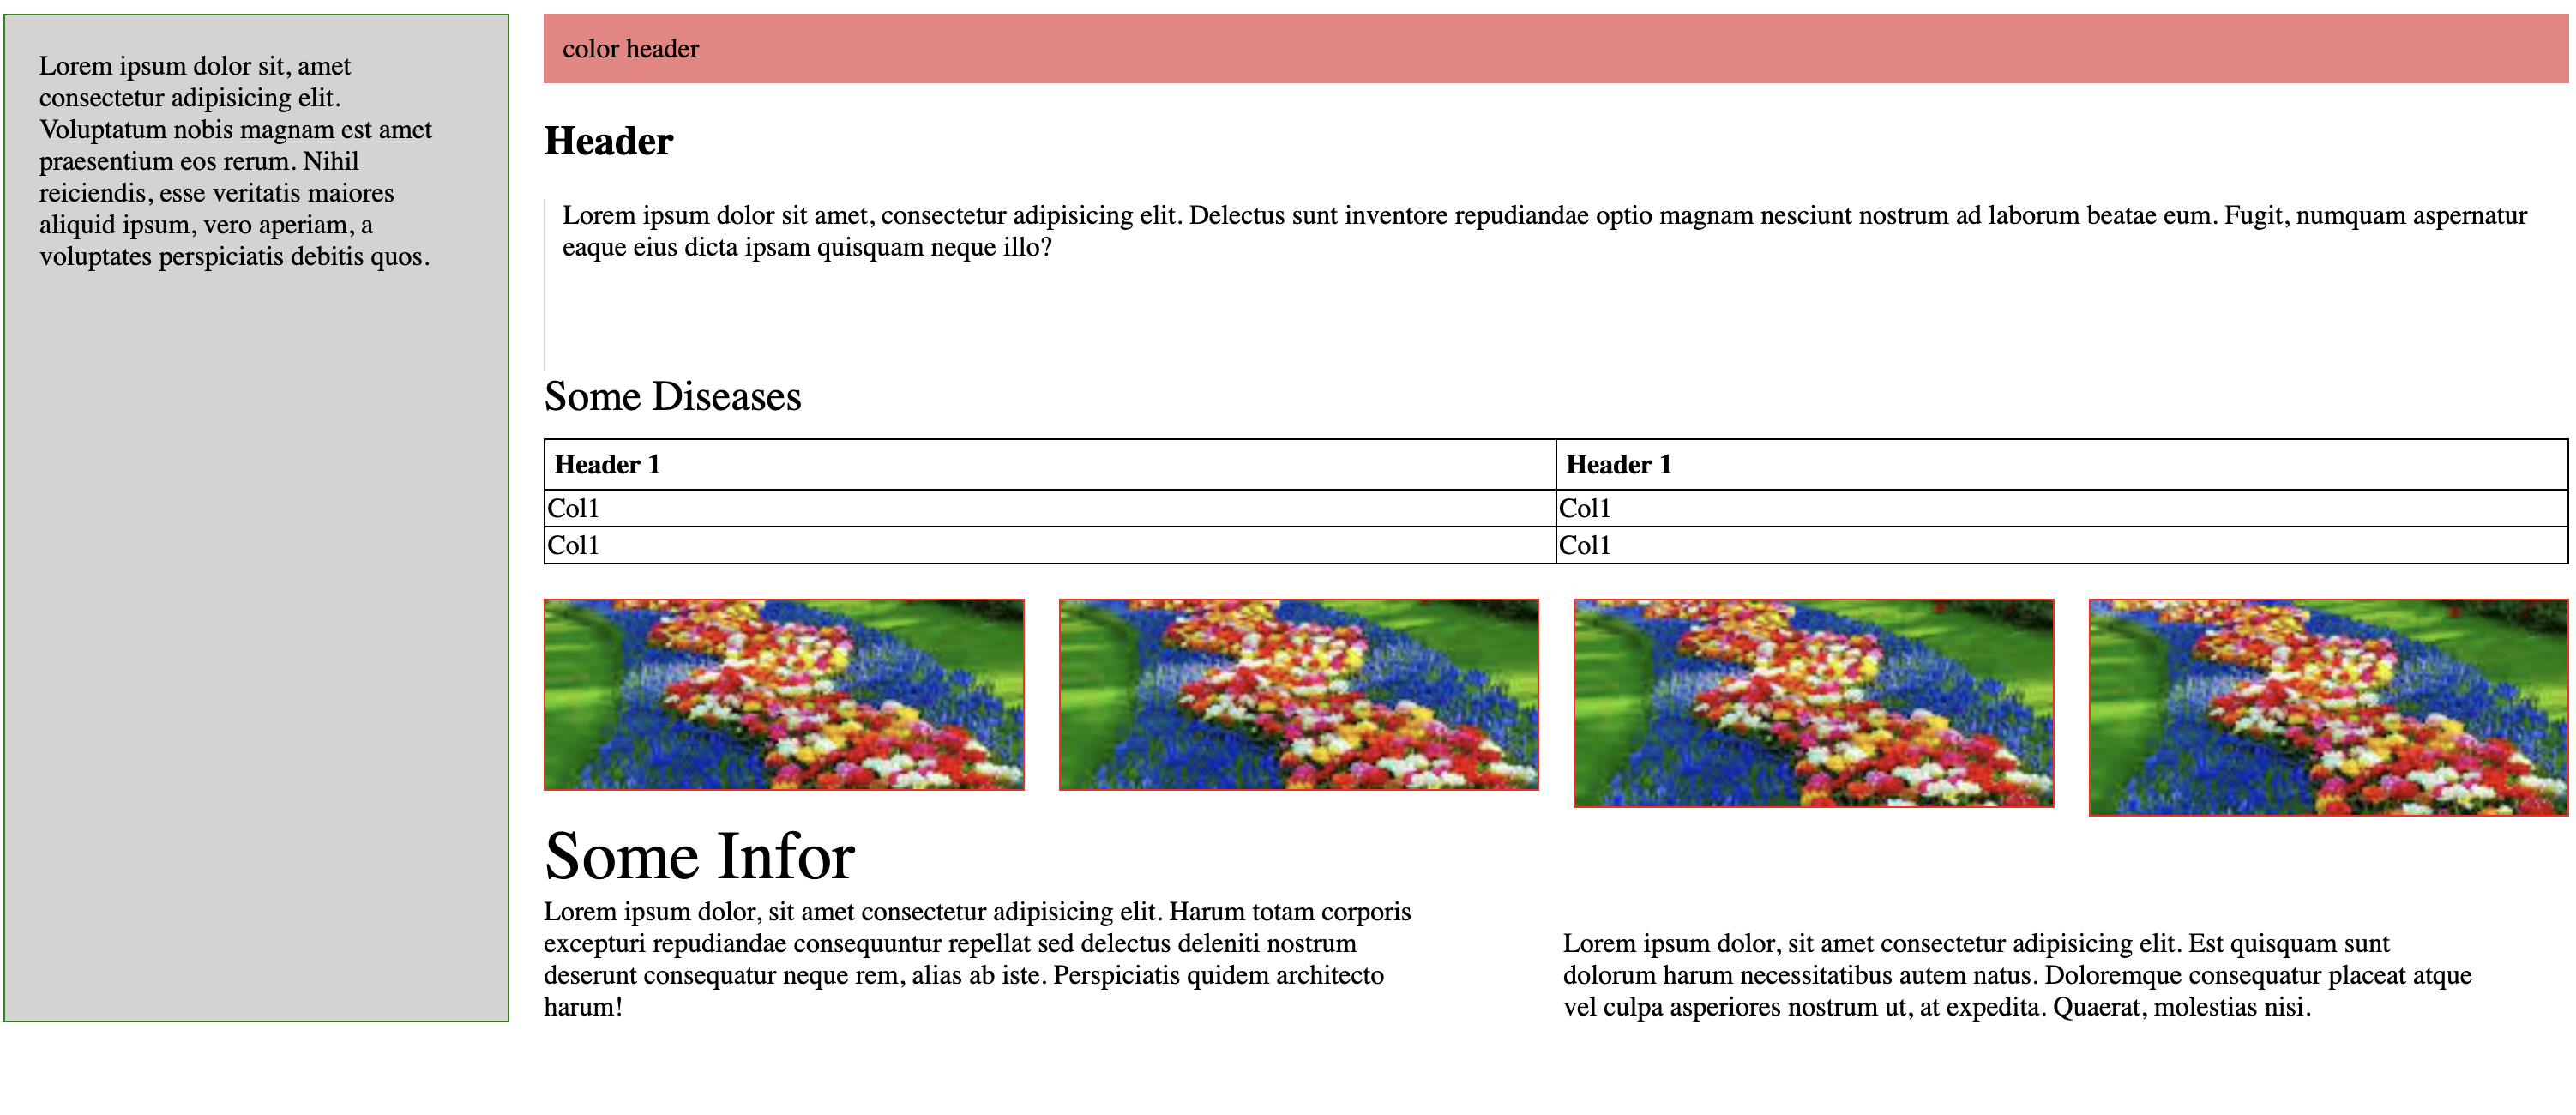 Lorem ipsum dolor sit, amet
consectetur adipisicing elit.
Voluptatum nobis magnam est amet
praesentium eos rerum. Nihil
reiciendis, esse veritatis maiores
aliquid ipsum, vero aperiam, a
voluptates perspiciatis debitis quos.
color header
Header
Lorem ipsum dolor sit amet, consectetur adipisicing elit. Delectus sunt inventore repudiandae optio magnam nesciunt nostrum ad laborum beatae eum. Fugit, numquam aspernatur
eaque eius dicta ipsam quisquam neque illo?
Some Diseases
Header 1 Header 1
Col1 Col1
Col1 Col1
Some Infor
Lorem ipsum dolor, sit amet consectetur adipisicing elit. Harum totam corporis
excepturi repudiandae consequuntur repellat sed delectus deleniti nostrum
deserunt consequatur neque rem, alias ab iste. Perspiciatis quidem architecto
harum!
Lorem ipsum dolor, sit amet consectetur adipisicing elit. Est quisquam sunt
dolorum harum necessitatibus autem natus. Doloremque consequatur placeat atque
vel culpa asperiores nostrum ut, at expedita. Quaerat, molestias nisi.